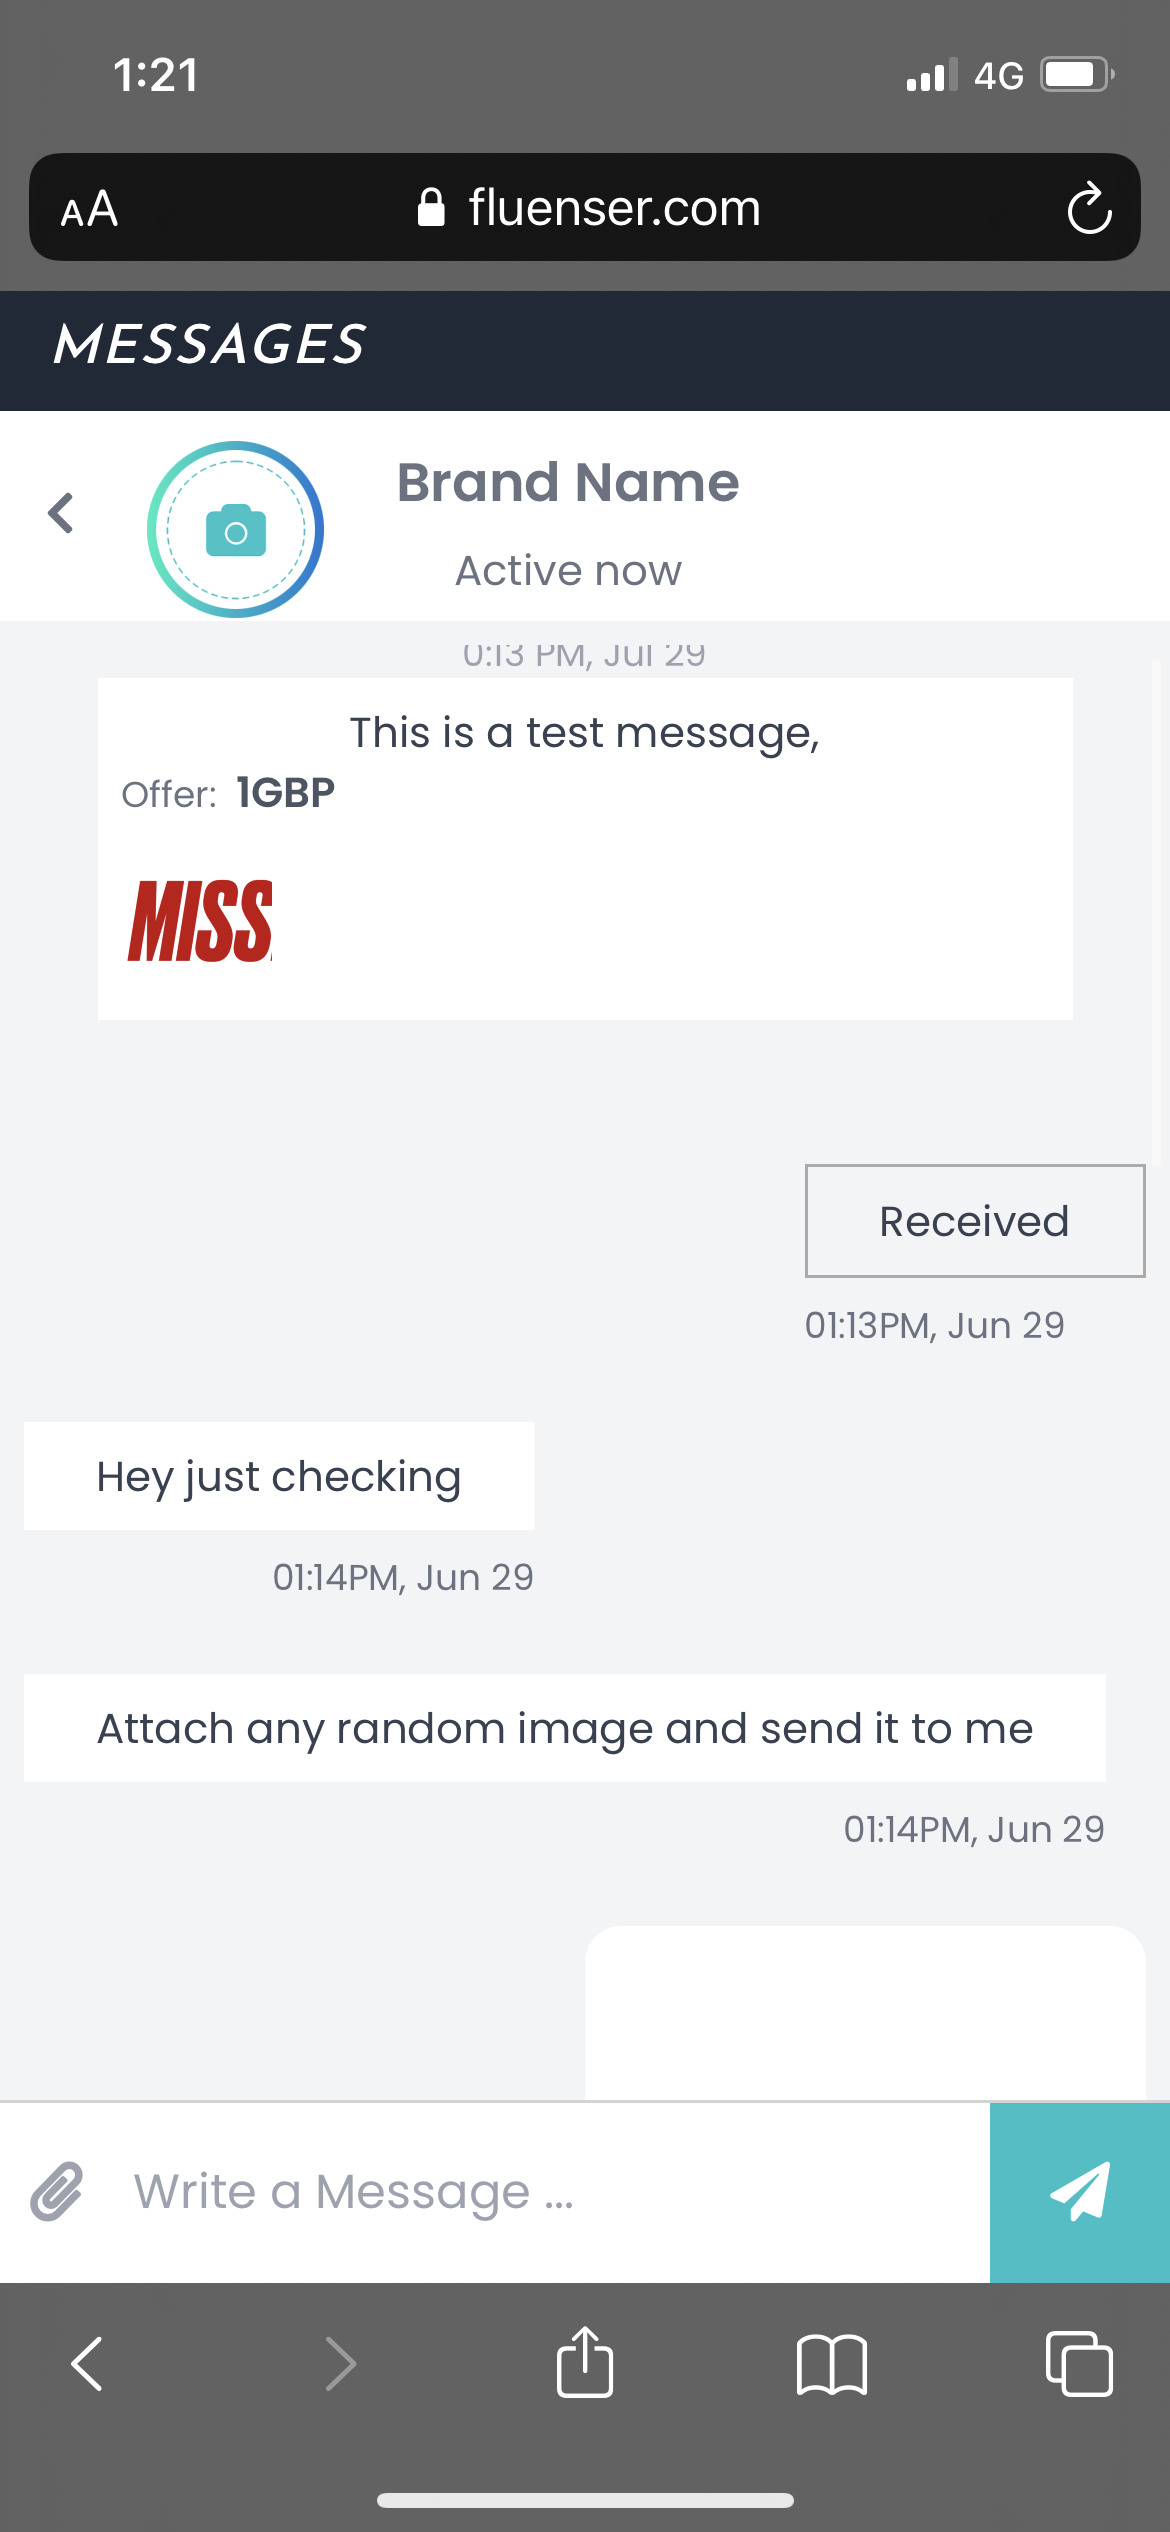 1:21
4G
AA
fluenser.com
MESSAGES
Brand Name
Active now
0:13 PM, Jul 29
This is a test message,
Offer: 1GBP
MISS
Received
01:13PM, Jun 29
Hey just checking
01:14PM, Jun 29
Attach any random image and send it to me
01:14PM, Jun 29
Write a Message ...